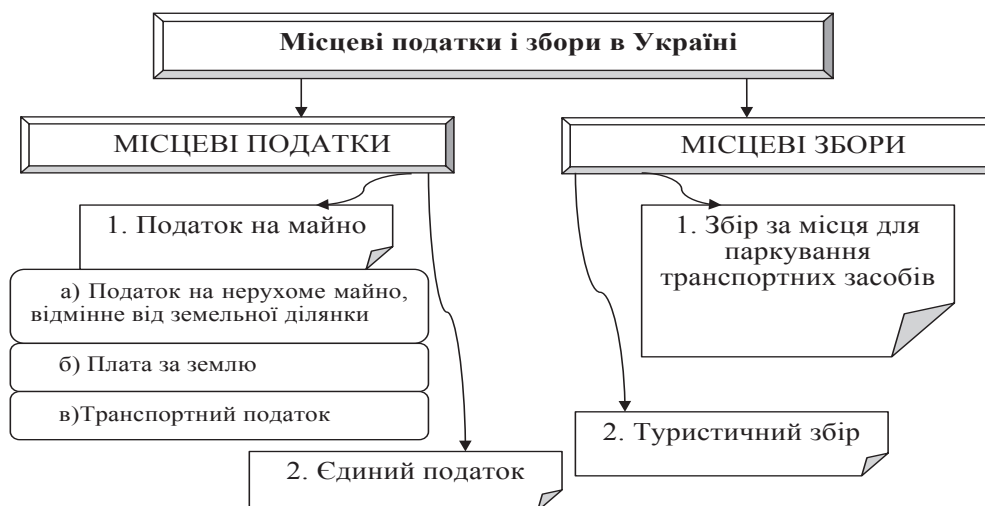 Місцеві податки і збори в Україні
МІСЦЕВІ ПОДАТКИ
1. Податок на майно
а) Податок на нерухоме майно,
відмінне від земельної ділянки
б) Плата за землю
в)Транспортний податок
2. Єдиний податок
МІСЦЕВІ ЗБОРИ
1. Збір за місця для
паркування
транспортних засобів
2. Туристичний збір